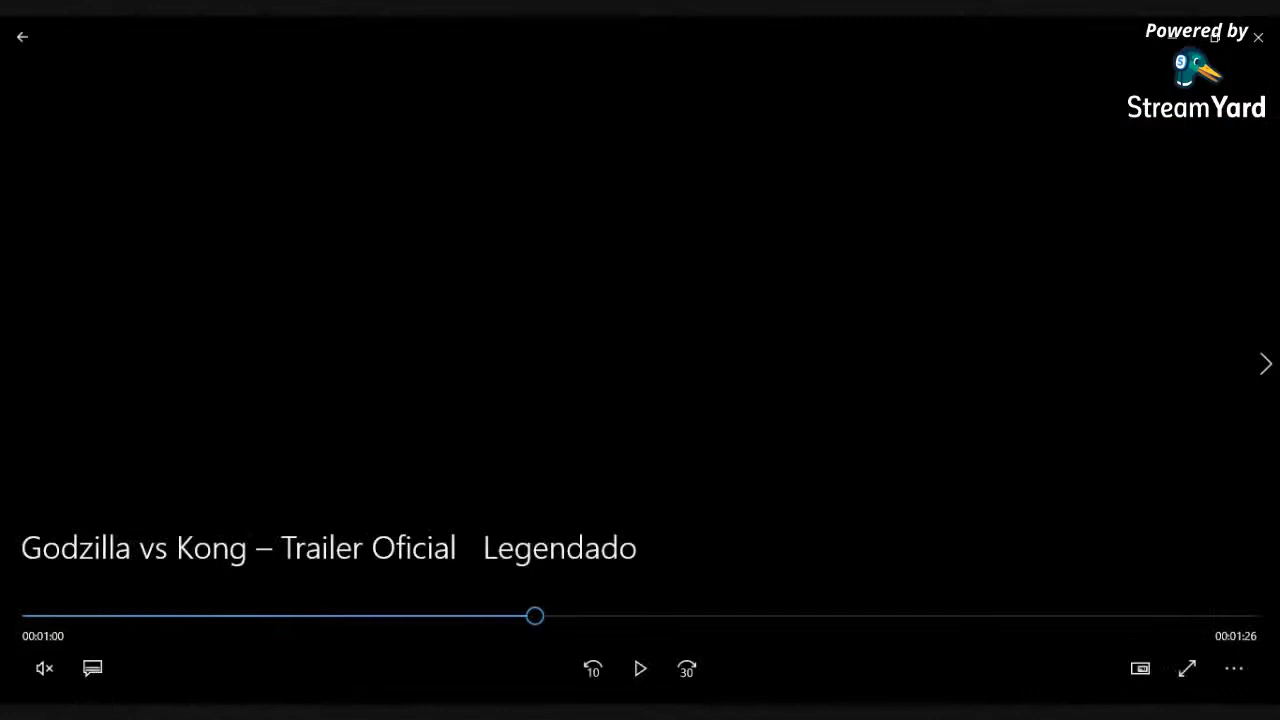 Powered by
S
StreamYard
Godzilla vs Kong – Trailer Oficial   Legendado
00:01:00
00:01:26
10
30